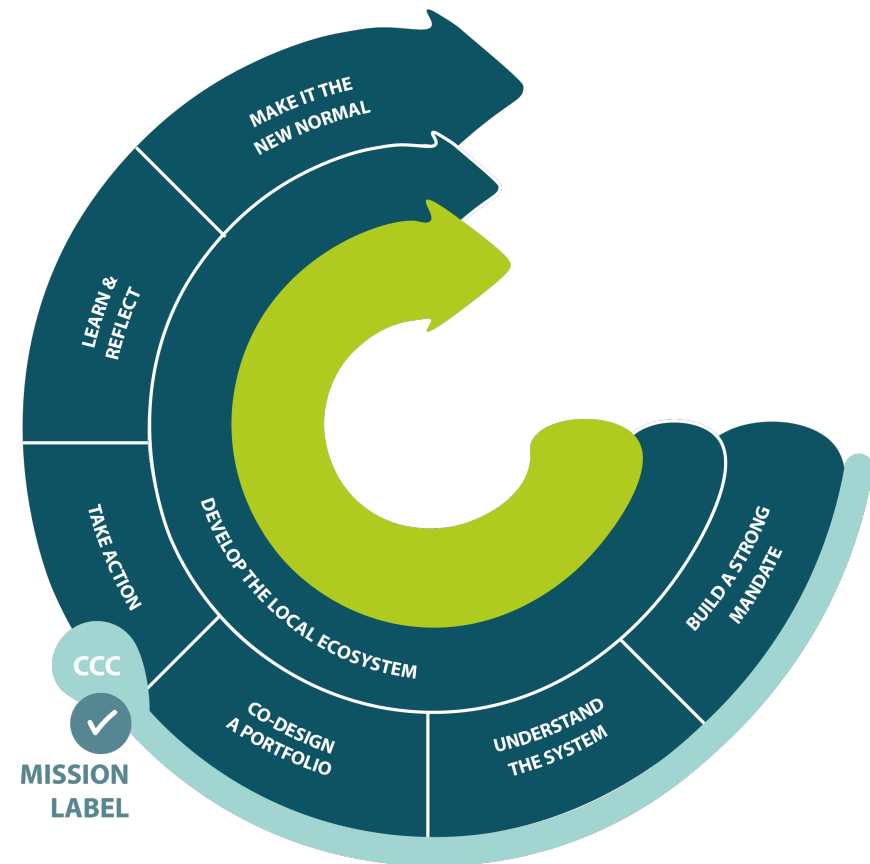 MAKE IT THE
NEW NORMAL
LEARN &
REFLECT
TAKE ACTION
DEVELOP THE LOCAL ECOSYSTEM
BUILD A STRONG
MANDATE
UNDERSTAND
THE SYSTEM
CO-DESIGN
A PORTFOLIO
CCC
MISSION
LABEL